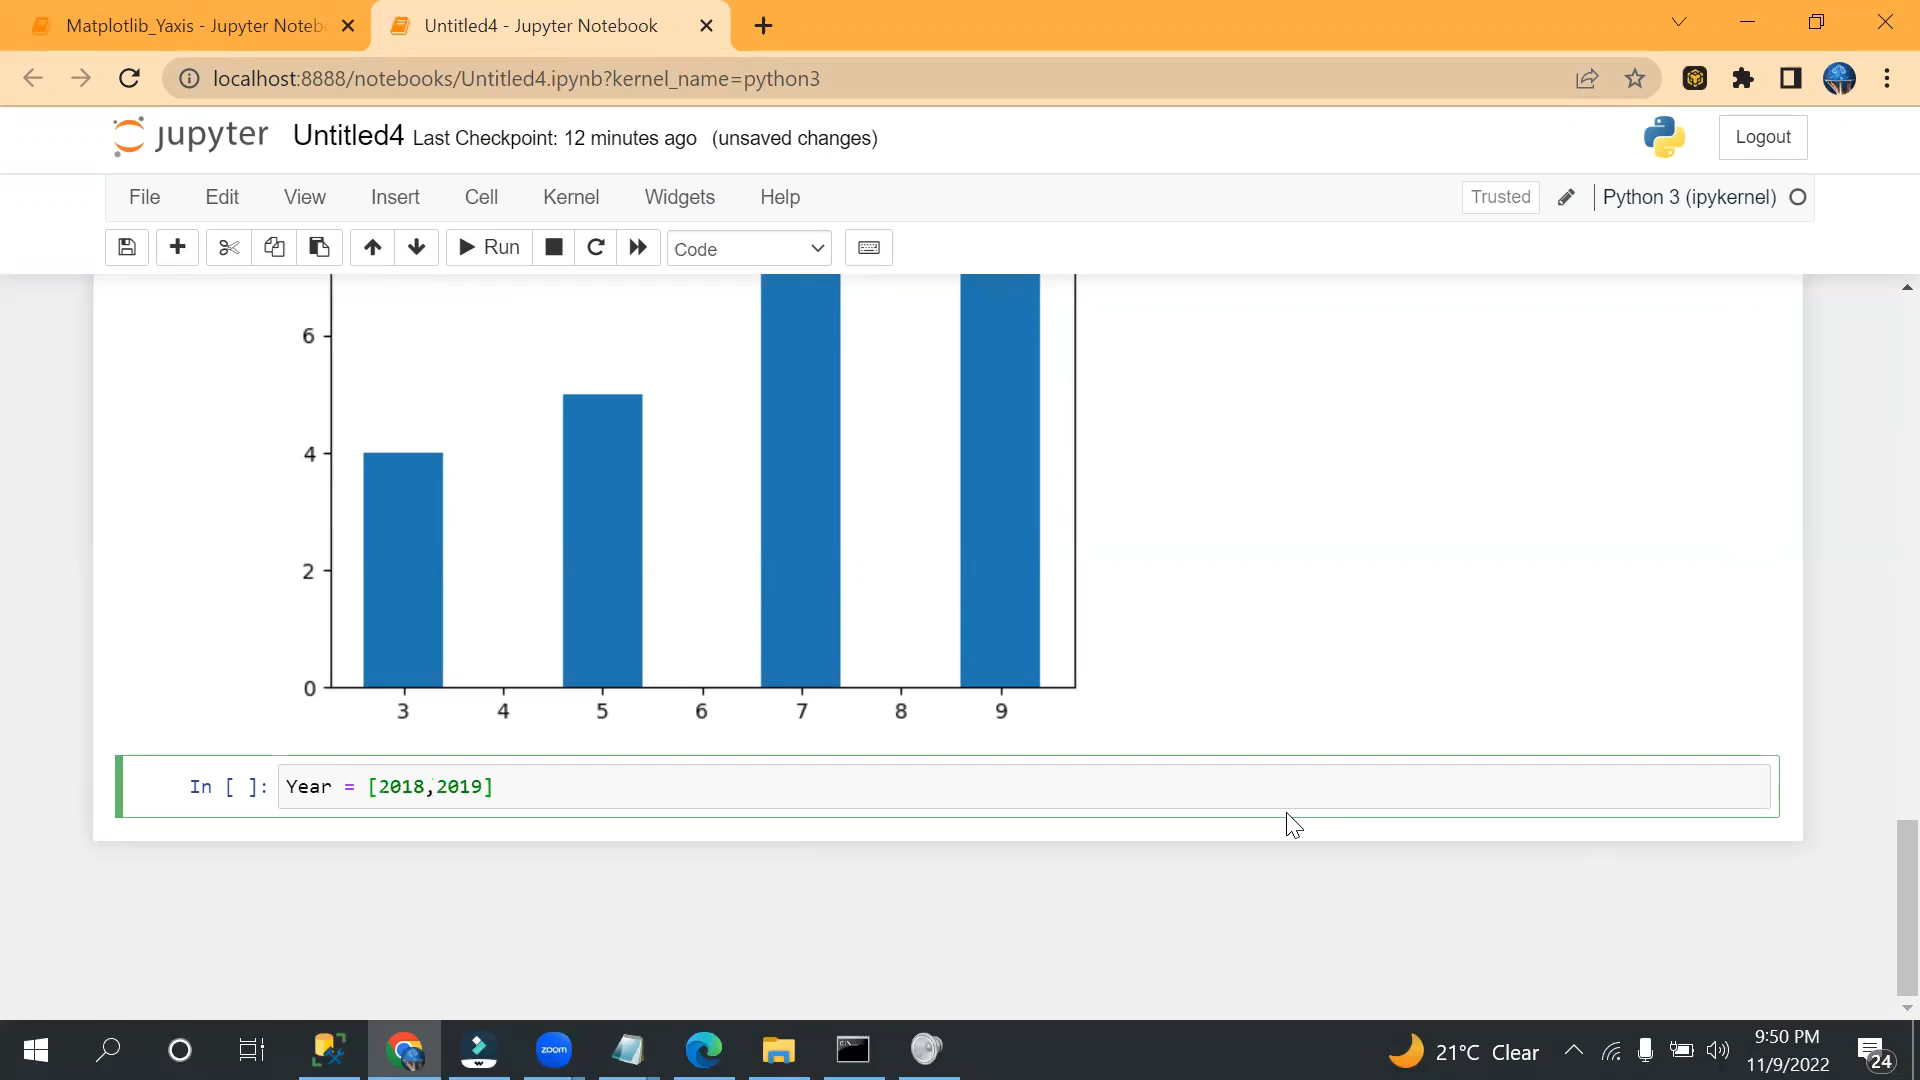 Matplotlib_Yaxis - Jupyter Noteb
Untitled4 - Jupyter Notebook
localhost:8888/notebooks/Untitled4.ipynb?kernel_name=python3
jupyter Untitled4 Last Checkpoint: 12 minutes ago (unsaved changes)
Logout
File Edit View Insert Cell Kernel Widgets Help
Trusted Python 3 (ipykernel)
Run Code
6
4
2
0
3 4 5 6 7 8 9
In [ ]: Year = [2018,2019]
zoom
21°C Clear
9:50 PM
11/9/2022
24